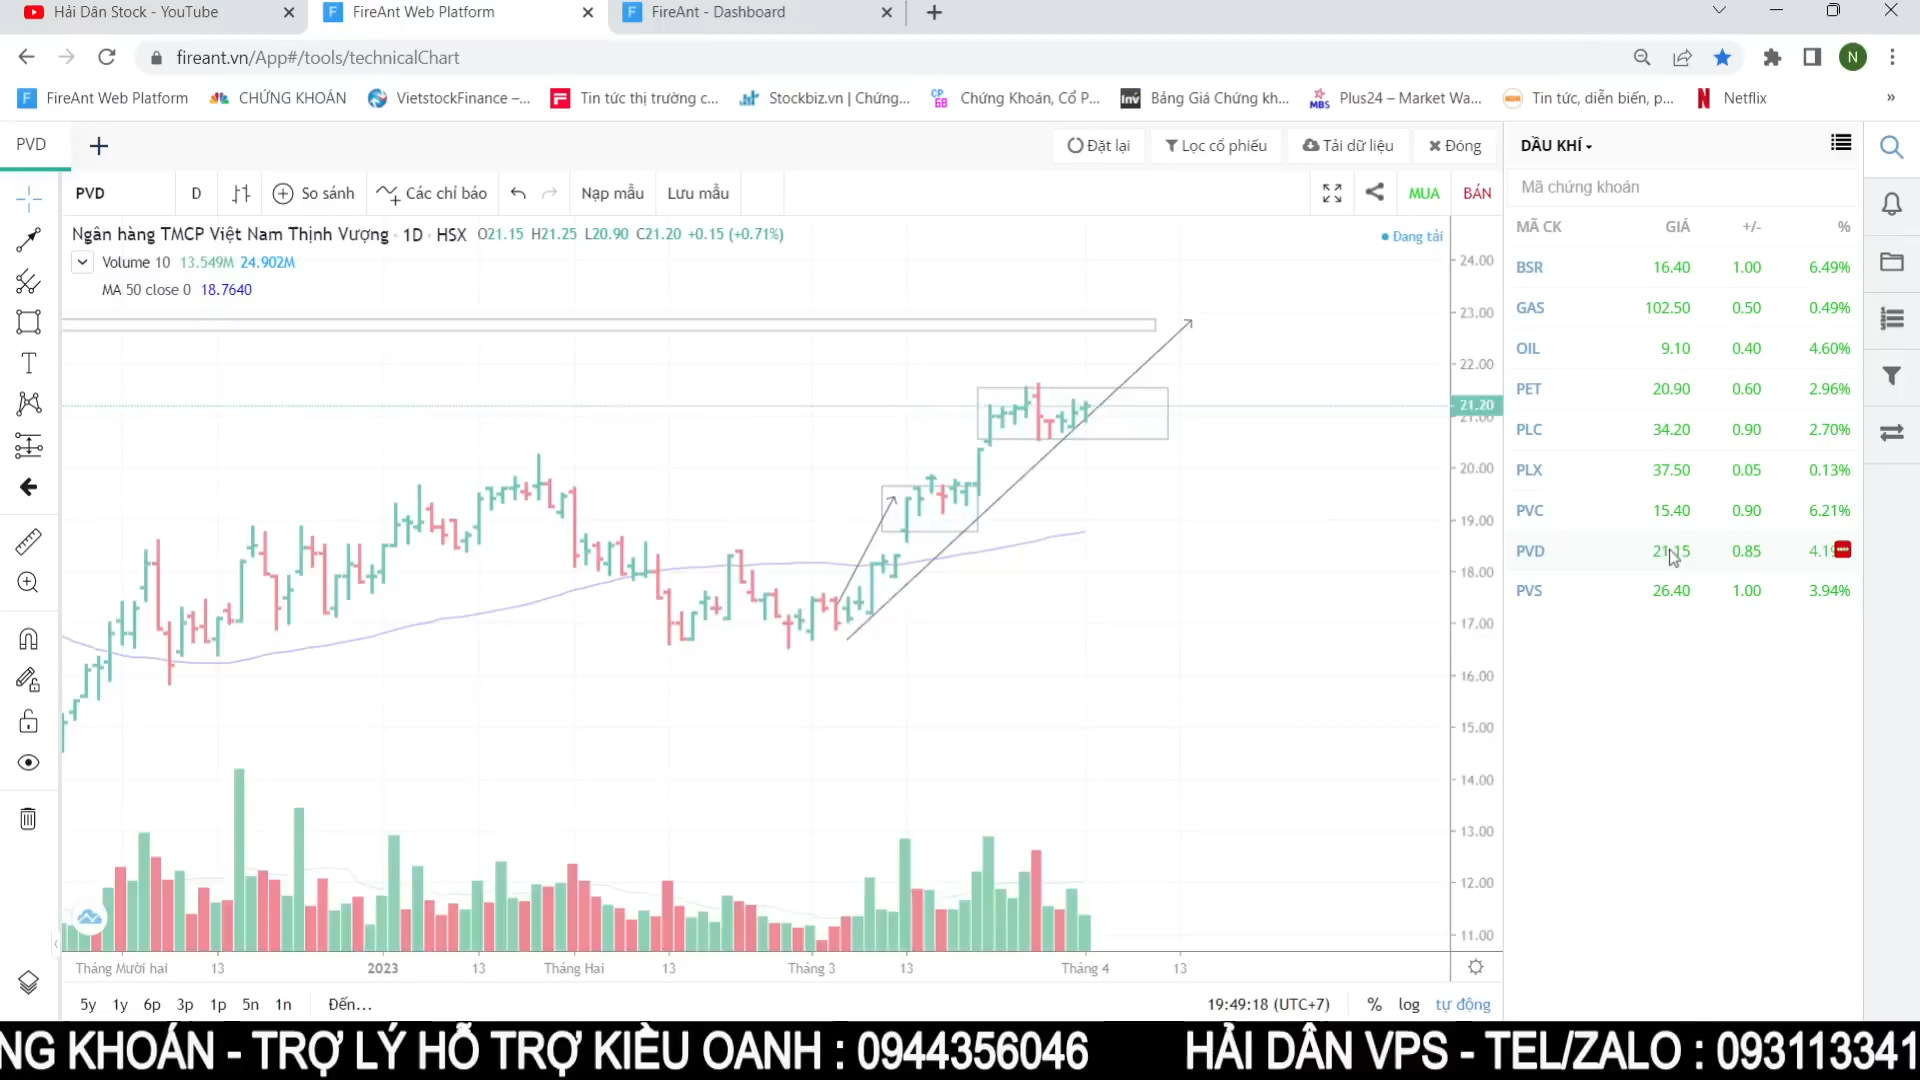 Hải Dân Stock - YouTube
FireAnt Web Platform
FireAnt - Dashboard
fireant.vn/App#/tools/technicalChart
N
FireAnt Web Platform
CHỨNG KHOÁN
VietstockFinance –...
Tin tức thị trường c...
Stockbiz.vn | Chứng...
Chứng Khoán, Cổ P...
Bảng Giá Chứng kh...
Plus24 – Market Wa...
Tin tức, diễn biến, p...
Netflix
»
PVD
Đặt lại
Lọc cổ phiếu
Tải dữ liệu
Đóng
DẦU KHÍ
PVD
D
So sánh
Các chỉ báo
Nạp mẫu
Lưu mẫu
MUA
BÁN
Mã chứng khoán
Ngân hàng TMCP Việt Nam Thịnh Vượng · 1D · HSX O21.15 H21.25 L20.90 C21.20 +0.15 (+0.71%)
Đang tải
Volume 10 13.549M 24.902M
MA 50 close 0 18.7640
24.00
23.00
22.00
21.20
21.00
20.00
19.00
18.00
17.00
16.00
15.00
14.00
13.00
12.00
11.00
MÃ CK GIÁ +/- %
BSR 16.40 1.00 6.49%
GAS 102.50 0.50 0.49%
OIL 9.10 0.40 4.60%
PET 20.90 0.60 2.96%
PLC 34.20 0.90 2.70%
PLX 37.50 0.05 0.13%
PVC 15.40 0.90 6.21%
PVD 21.15 0.85 4.19
PVS 26.40 1.00 3.94%
Tháng Mười hai 13 2023 13 Tháng Hai 13 Tháng 3 13 Tháng 4 13
5y 1y 6p 3p 1p 5n 1n Đến...
19:49:18 (UTC+7) % log tự động
NG KHOÁN - TRỢ LÝ HỖ TRỢ KIỀU OANH : 0944356046 HẢI DÂN VPS - TEL/ZALO : 093113341